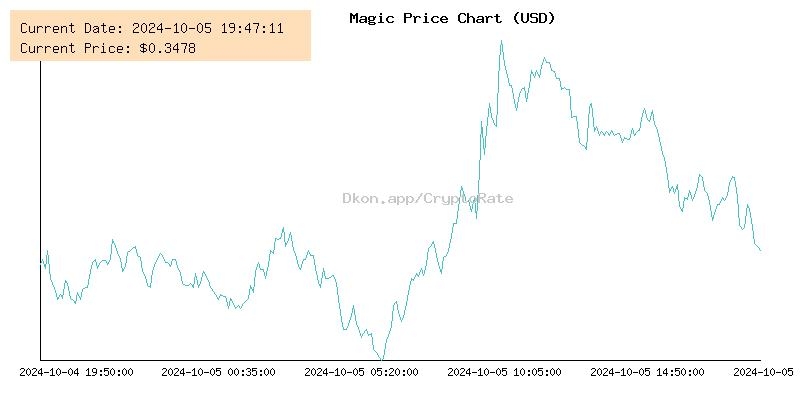 Magic Price Chart (USD)
Current Date: 2024-10-05 19:47:11
Current Price: $0.3478
Dkon.app/CryptoRate
2024-10-04 19:50:00 2024-10-05 00:35:00 2024-10-05 05:20:00 2024-10-05 10:05:00 2024-10-05 14:50:00 2024-10-05